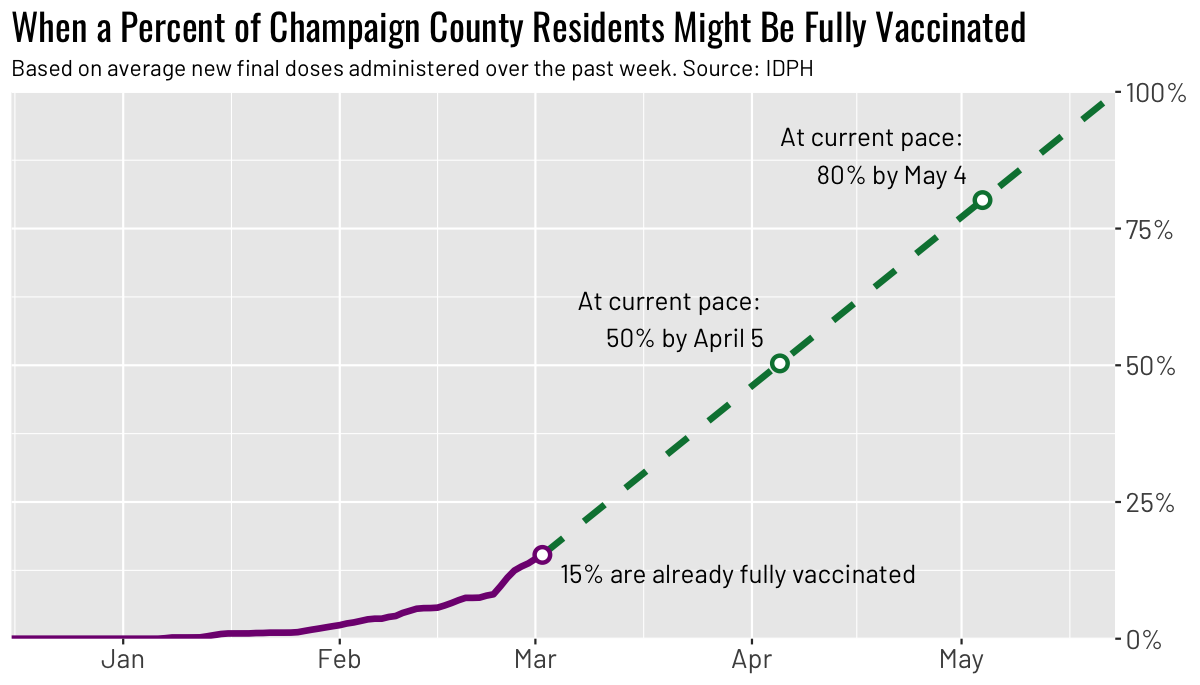 When a Percent of Champaign County Residents Might Be Fully Vaccinated
Based on average new final doses administered over the past week. Source: IDPH
100%
At current pace:
80% by May 4
75%
At current pace:
50% by April 5
50%
25%
15% are already fully vaccinated
0%
Jan Feb Mar Apr May